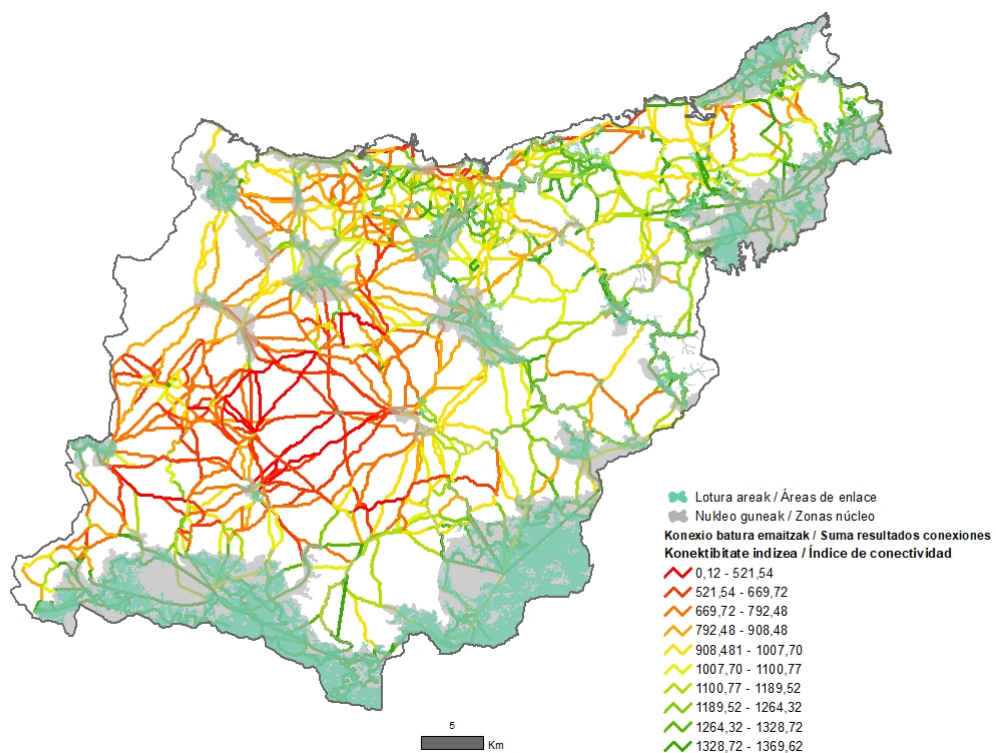 Lotura areak / Áreas de enlace
Nukleo guneak / Zonas núcleo
Konexio batura emaitzak / Suma resultados conexiones
Konektibitate indizea / Índice de conectividad
0,12 - 521,54
521,54 - 669,72
669,72 - 792,48
792,48 - 908,48
908,481 - 1007,70
1007,70 - 1100,77
1100,77 - 1189,52
1189,52 - 1264,32
1264,32 - 1328,72
1328,72 - 1369,62
5
Km